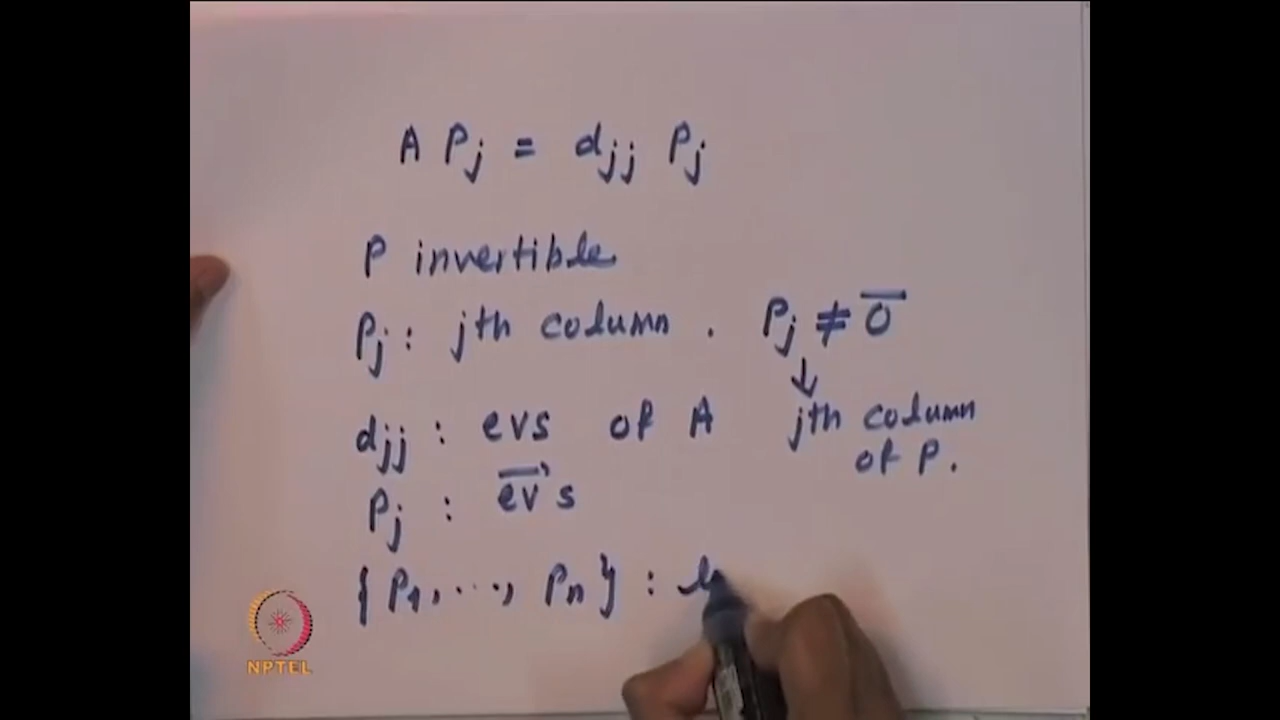 A Pj = djj Pj
P invertible
Pj : jth column . Pj ≠ 0̅
↓
djj : evs of A jth column
of P .
Pj : e͞v⃗s
{ P1, ..., Pn } :
NPTEL